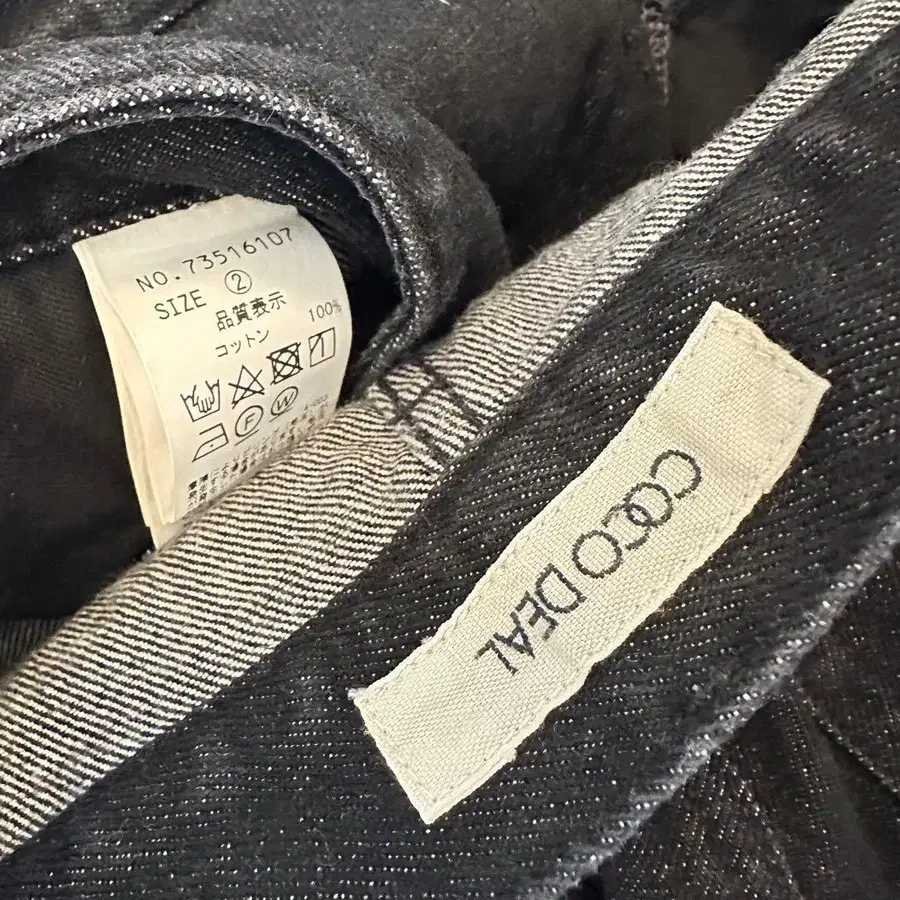 NO.73516107
SIZE ②
品質表示
コットン 100%
F W
COCO DEAL